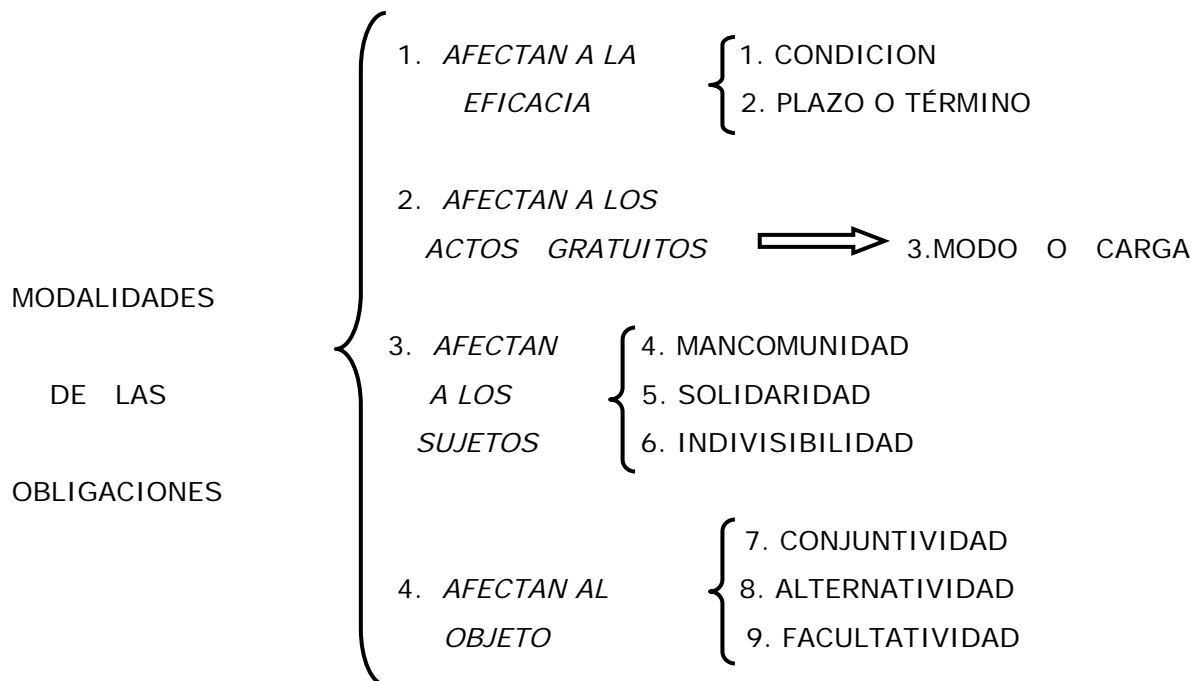 MODALIDADES
DE LAS
OBLIGACIONES
1. AFECTAN A LA
EFICACIA
1. CONDICION
2. PLAZO O TÉRMINO
2. AFECTAN A LOS
ACTOS GRATUITOS
3.MODO O CARGA
3. AFECTAN
A LOS
SUJETOS
4. MANCOMUNIDAD
5. SOLIDARIDAD
6. INDIVISIBILIDAD
4. AFECTAN AL
OBJETO
7. CONJUNTIVIDAD
8. ALTERNATIVIDAD
9. FACULTATIVIDAD